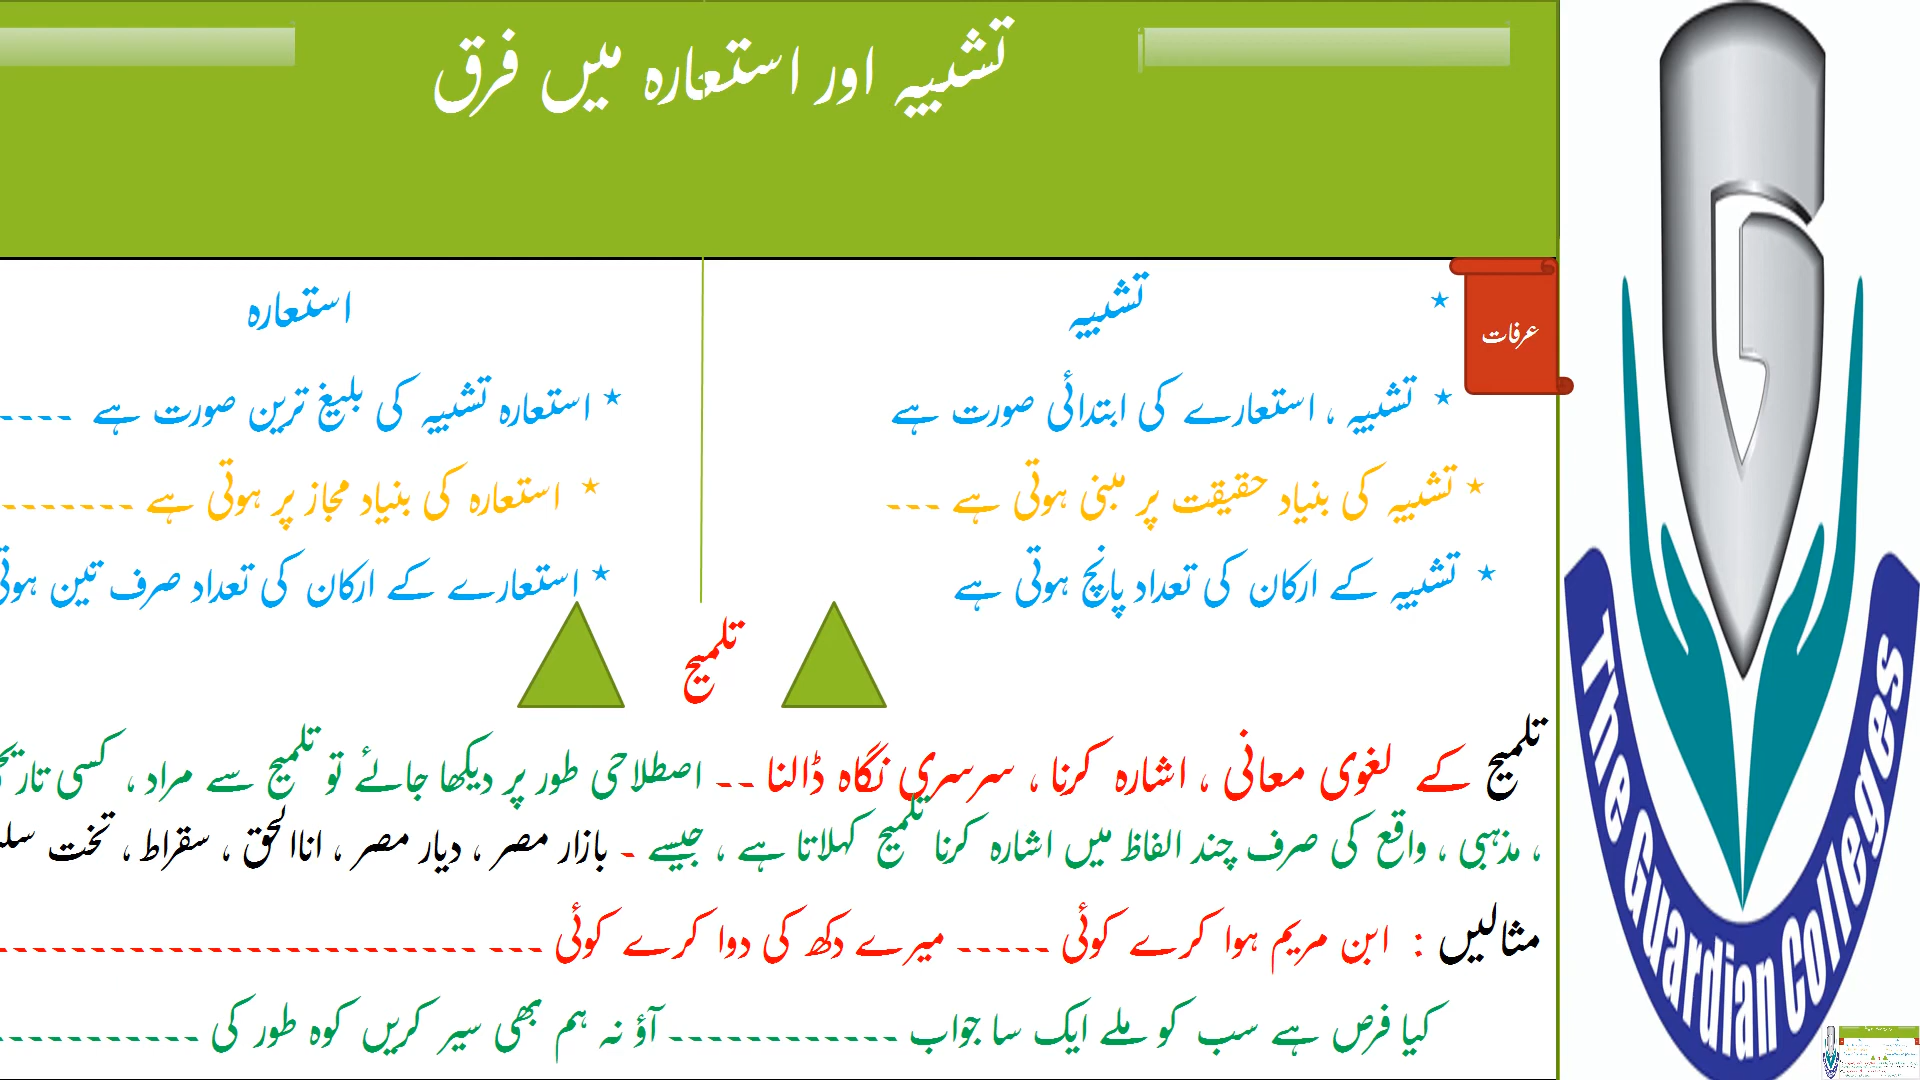 تشبیہ اور استعارہ میں فرق
عرفات
* تشبیہ
* تشبیہ ، استعارے کی ابتدائی صورت ہے
* تشبیہ کی بنیاد حقیقت پر مبنی ہوتی ہے ---
* تشبیہ کے ارکان کی تعداد پانچ ہوتی ہے
استعارہ
* استعارہ تشبیہ کی بلیغ ترین صورت ہے ----
* استعارہ کی بنیاد مجاز پر ہوتی ہے -------
* استعارے کے ارکان کی تعداد صرف تین ہوتی
تلمیح
تلمیح کے لغوی معانی ، اشارہ کرنا ، سرسری نگاہ ڈالنا -- اصطلاحی طور پر دیکھا جائے تو تلمیح سے مراد ، کسی
، مذہبی ، واقع کی صرف چند الفاظ میں اشارہ کرنا تلمیح کہلاتا ہے ، جیسے - بازار مصر ، دیار مصر ، اناالحق ، سقراط ، تخت
مثالیں : ابن مریم ہوا کرے کوئی ----- میرے دکھ کی دوا کرے کوئی ------------------------
کیا فرص ہے سب کو ملے ایک سا جواب ------------ آؤ نہ ہم بھی سیر کریں کوہ طور کی -----------
The Guardian Colleges